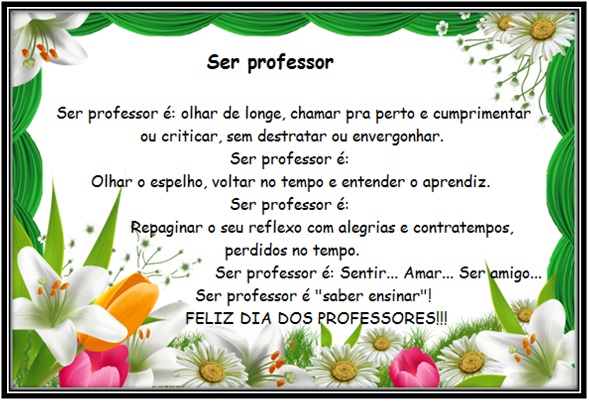 Ser professor
Ser professor é: olhar de longe, chamar pra perto e cumprimentar
ou criticar, sem destratar ou envergonhar.
Ser professor é:
Olhar o espelho, voltar no tempo e entender o aprendiz.
Ser professor é:
Repaginar o seu reflexo com alegrias e contratempos,
perdidos no tempo.
Ser professor é: Sentir... Amar... Ser amigo...
Ser professor é "saber ensinar"!
FELIZ DIA DOS PROFESSORES!!!